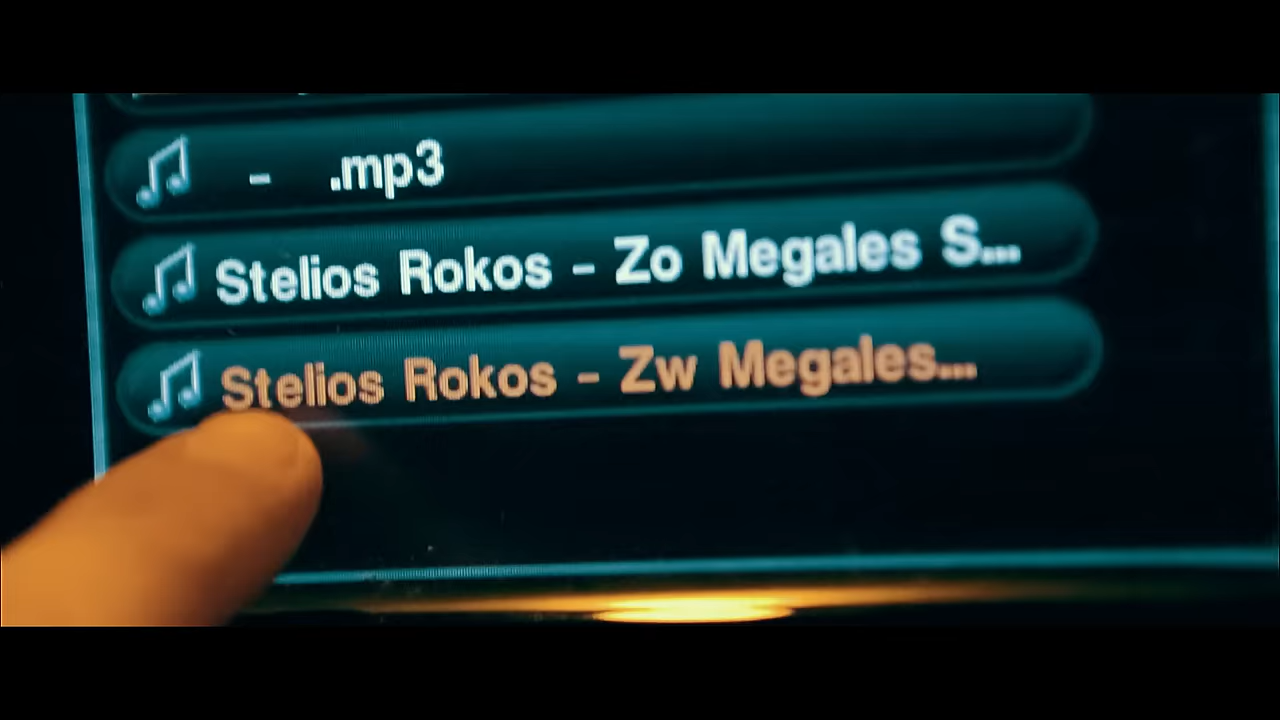 - .mp3
Stelios Rokos - Zo Megales S...
Stelios Rokos - Zw Megales...